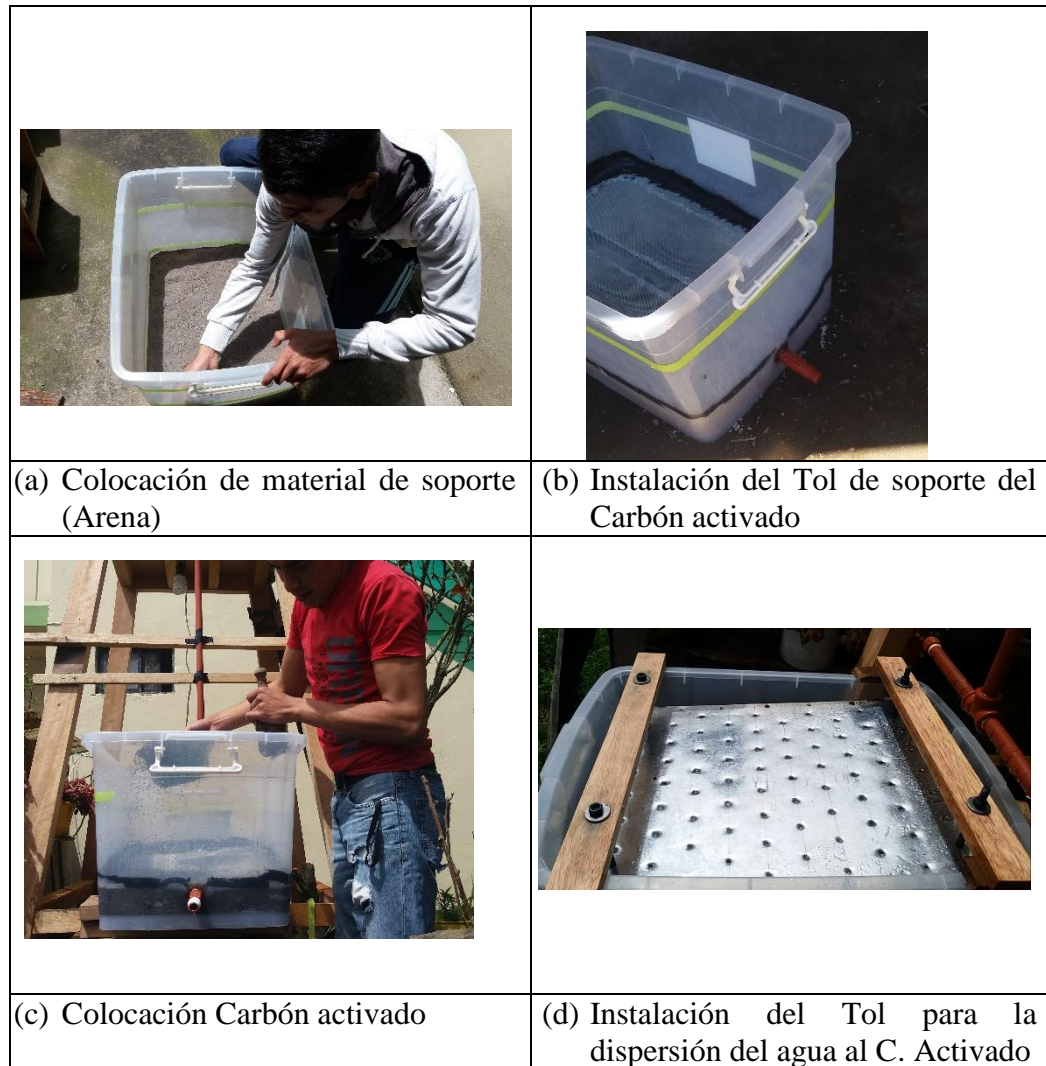 (a) Colocación de material de soporte
(Arena)
(b) Instalación del Tol de soporte del
Carbón activado
(c) Colocación Carbón activado
(d) Instalación del Tol para la
dispersión del agua al C. Activado